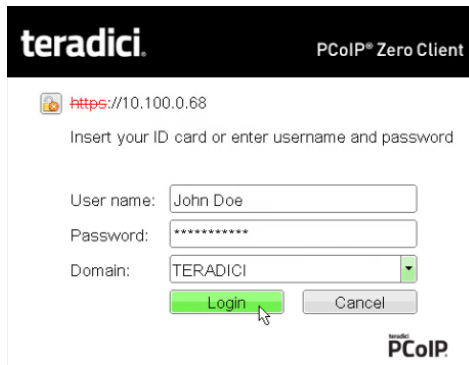 teradici.
PCoIP® Zero Client
https://10.100.0.68
Insert your ID card or enter username and password
User name: John Doe
Password: ***********
Domain: TERADICI
Login Cancel
teradici
PCoIP.